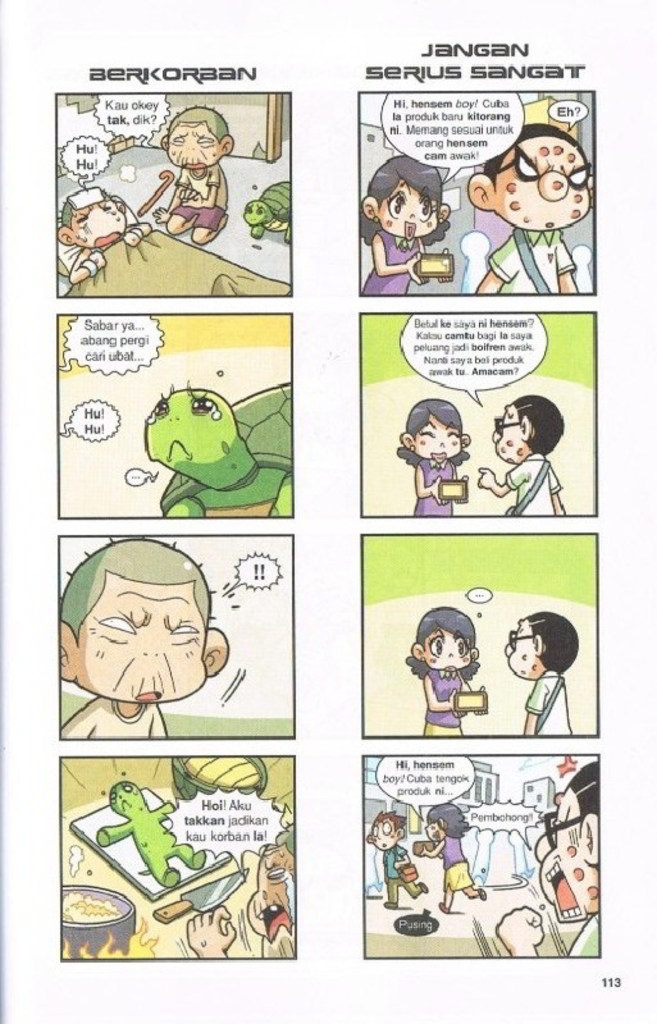 BERKORBAN
Kau okey
tak, dik?
Hu!
Hu!
Sabar ya...
abang pergi
cari ubat...
Hu!
Hu!
...
!!
Hoi! Aku
takkan jadikan
kau korban la!
JANGAN
SERIUS SANGAT
Hi, hensem boy! Cuba
la produk baru kitorang
ni. Memang sesuai untuk
orang hensem
cam awak!
Eh?
Betul ke saya ni hensem?
Kalau camtu bagi la saya
peluang jadi boifren awak.
Nanti saya beli produk
awak tu. Amacam?
...
Hi, hensem
boy! Cuba tengok
produk ni...
Pembohong!!
Pusing
113